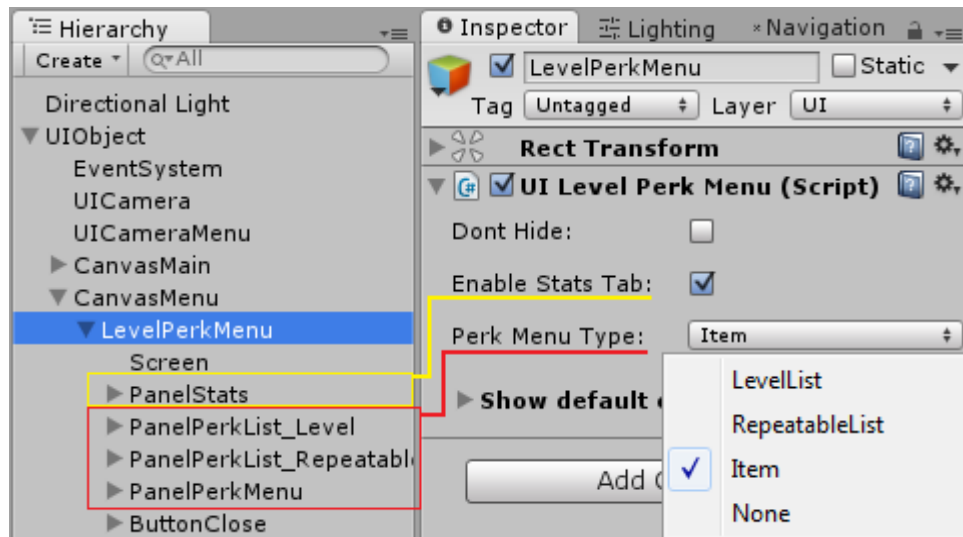 Hierarchy
Create
All
Directional Light
UIObject
EventSystem
UICamera
UICameraMenu
CanvasMain
CanvasMenu
LevelPerkMenu
Screen
PanelStats
PanelPerkList_Level
PanelPerkList_Repeatabl
PanelPerkMenu
ButtonClose
Inspector Lighting Navigation
LevelPerkMenu Static
Tag Untagged Layer UI
Rect Transform
UI Level Perk Menu (Script)
Dont Hide:
Enable Stats Tab:
Perk Menu Type: Item
Show default
Add
LevelList
RepeatableList
Item
None